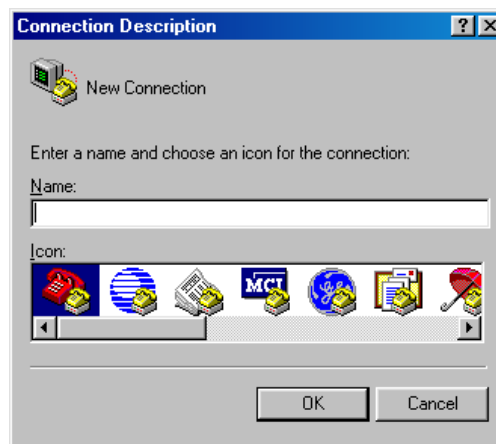 Connection Description
New Connection
Enter a name and choose an icon for the connection:
Name:
Icon:
MCI
OK
Cancel